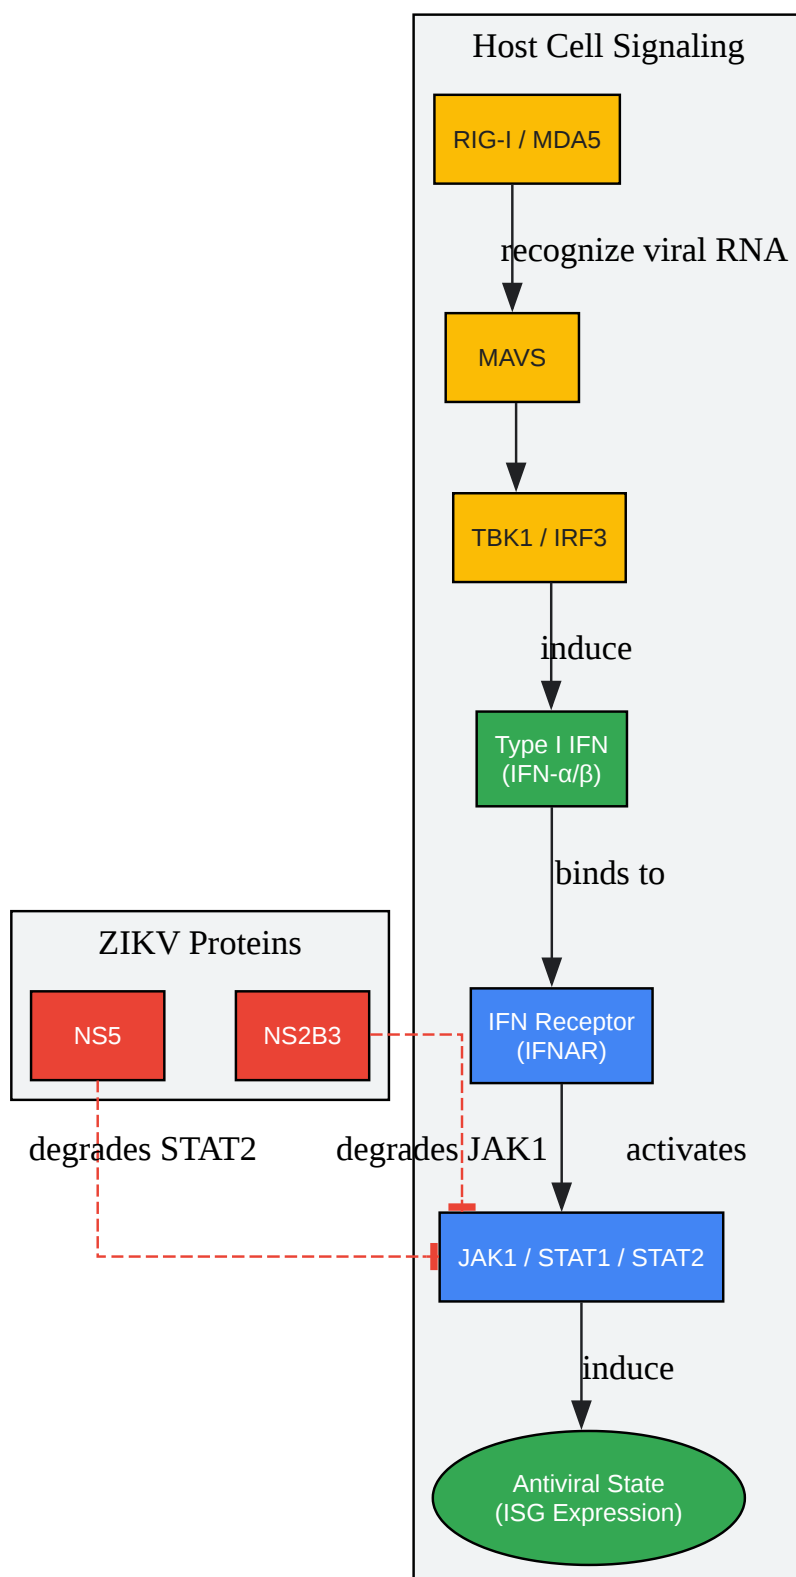 Host Cell Signaling
RIG-I / MDA5
recognize viral RNA
MAVS
TBK1 / IRF3
induce
Type I IFN
(IFN-α/β)
binds to
ZIKV Proteins
NS5
NS2B3
IFN Receptor
(IFNAR)
degrades STAT2
degrades JAK1
activates
JAK1 / STAT1 / STAT2
induce
Antiviral State
(ISG Expression)